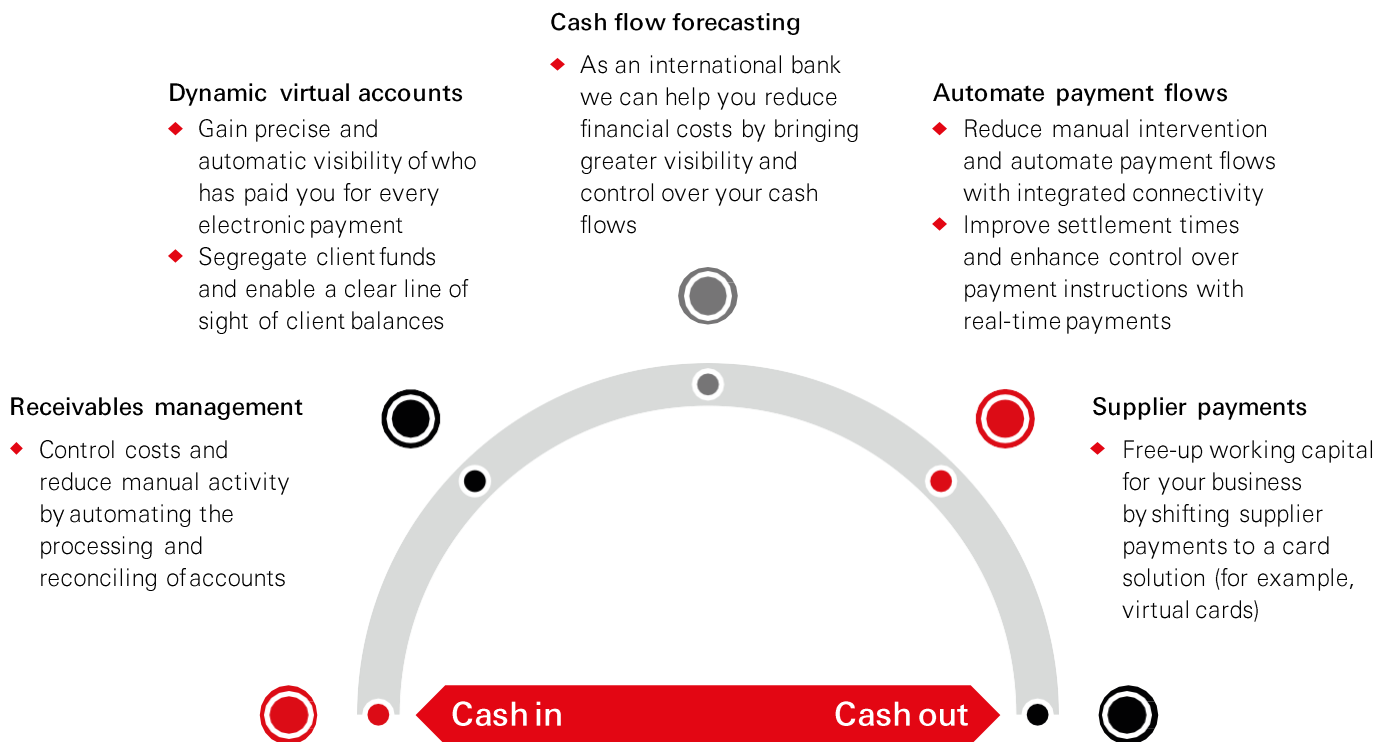 Cash flow forecasting
As an international bank
we can help you reduce
financial costs by bringing
greater visibility and
control over your cash
flows
Dynamic virtual accounts
Gain precise and
automatic visibility of who
has paid you for every
electronic payment
Segregate client funds
and enable a clear line of
sight of client balances
Automate payment flows
Reduce manual intervention
and automate payment flows
with integrated connectivity
Improve settlement times
and enhance control over
payment instructions with
real-time payments
Receivables management
Control costs and
reduce manual activity
by automating the
processing and
reconciling of accounts
Supplier payments
Free-up working capital
for your business
by shifting supplier
payments to a card
solution (for example,
virtual cards)
Cash in
Cash out